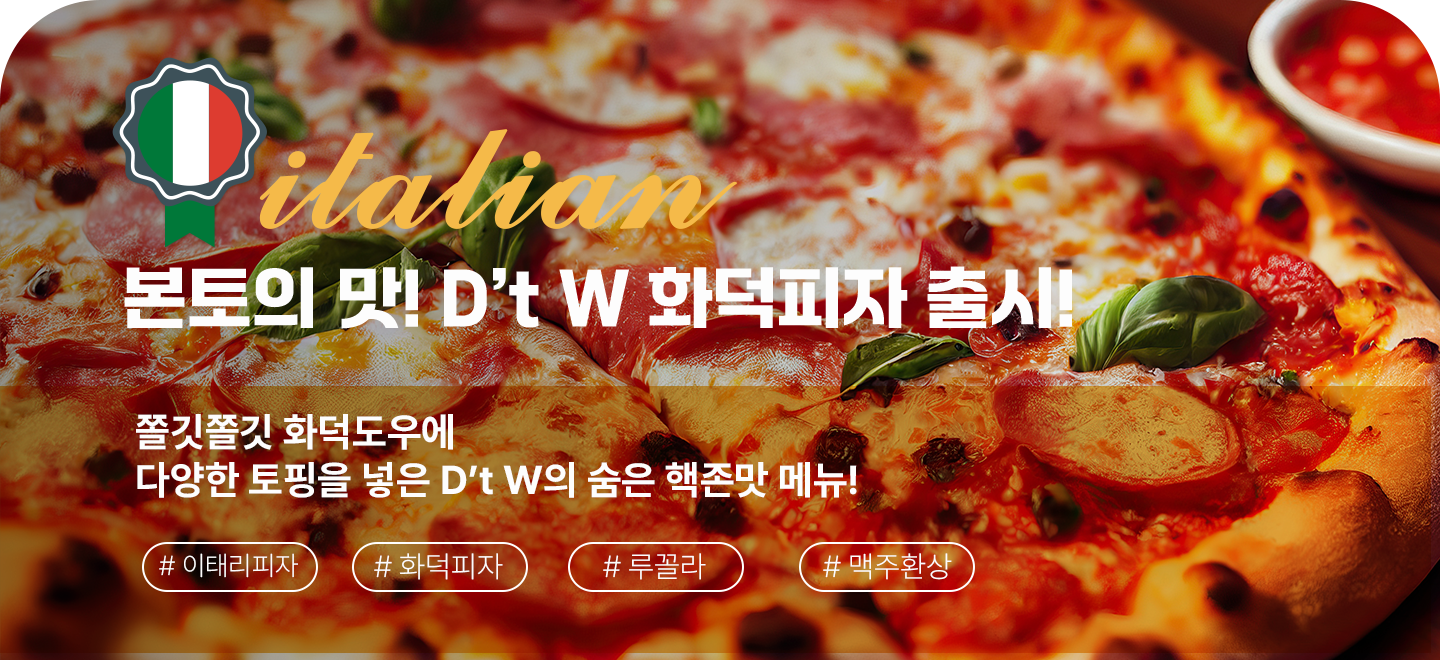 italian
본토의 맛! D’t W 화덕피자 출시!
쫄깃쫄깃 화덕도우에
다양한 토핑을 넣은 D’t W의 숨은 핵존맛 메뉴!
# 이태리피자 # 화덕피자 # 루꼴라 # 맥주환상